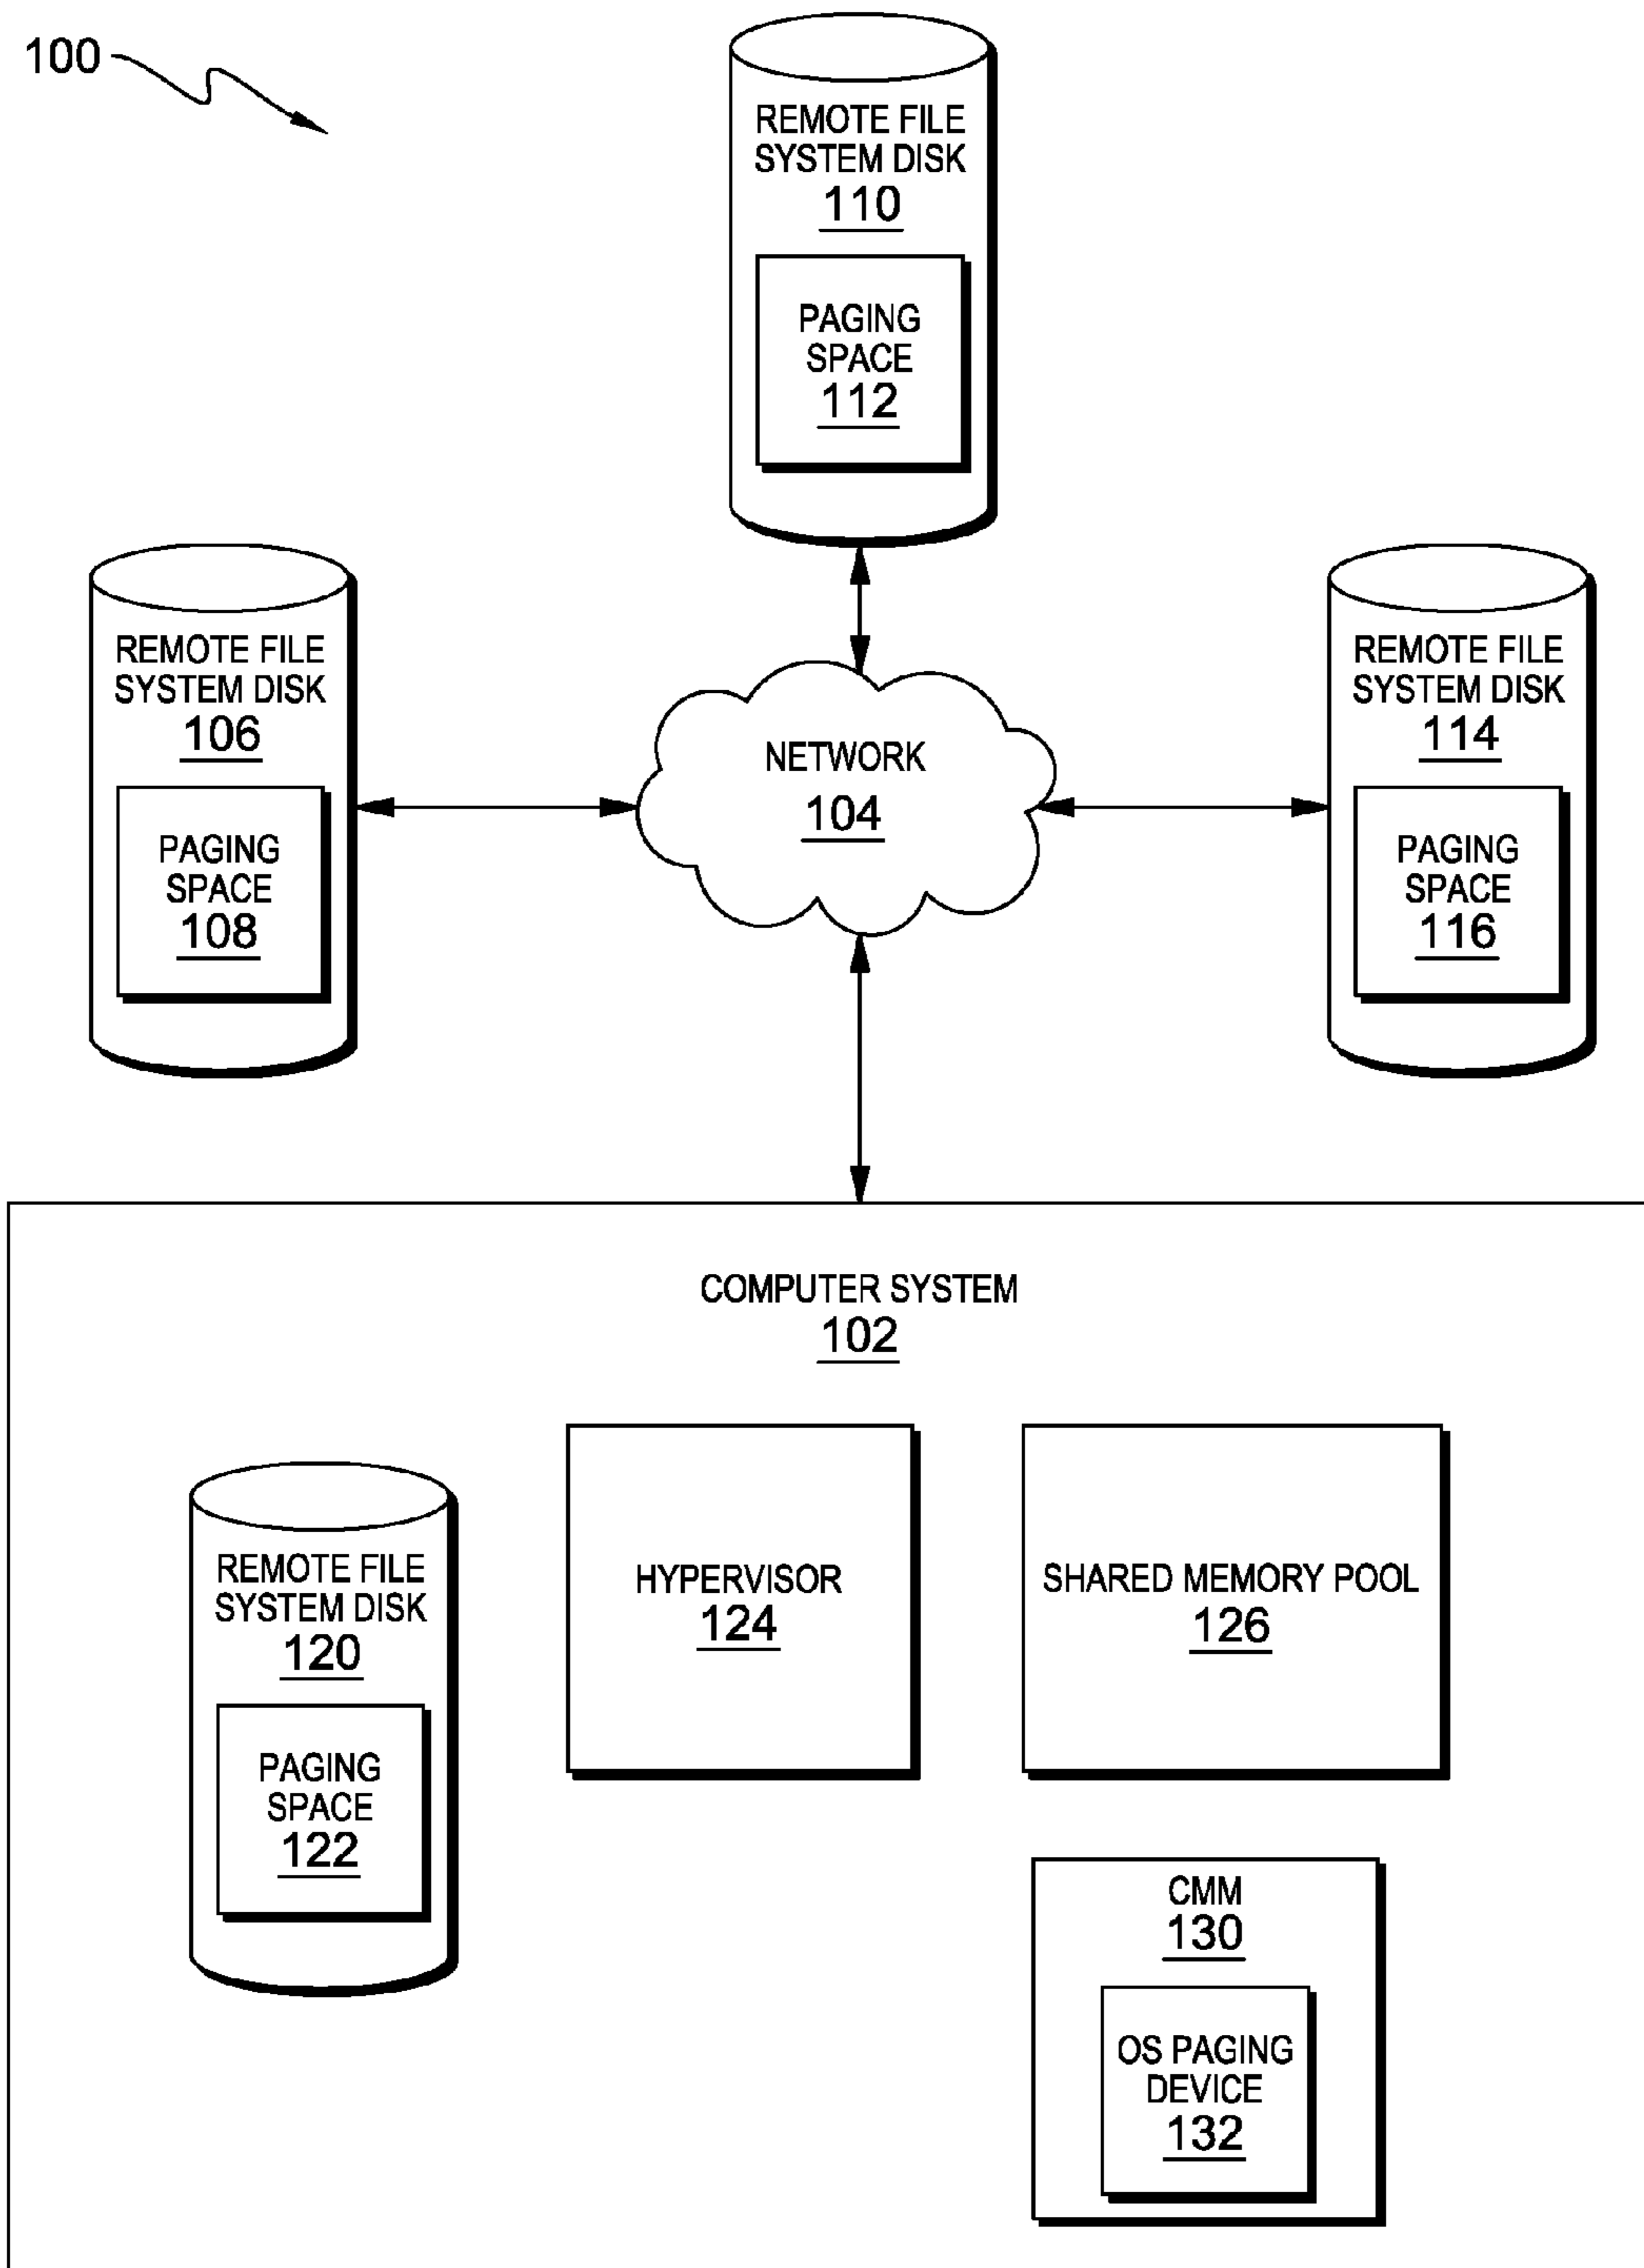 100
REMOTE FILE
SYSTEM DISK
110
PAGING
SPACE
112
REMOTE FILE
SYSTEM DISK
106
PAGING
SPACE
108
NETWORK
104
REMOTE FILE
SYSTEM DISK
114
PAGING
SPACE
116
COMPUTER SYSTEM
102
REMOTE FILE
SYSTEM DISK
120
PAGING
SPACE
122
HYPERVISOR
124
SHARED MEMORY POOL
126
CMM
130
OS PAGING
DEVICE
132